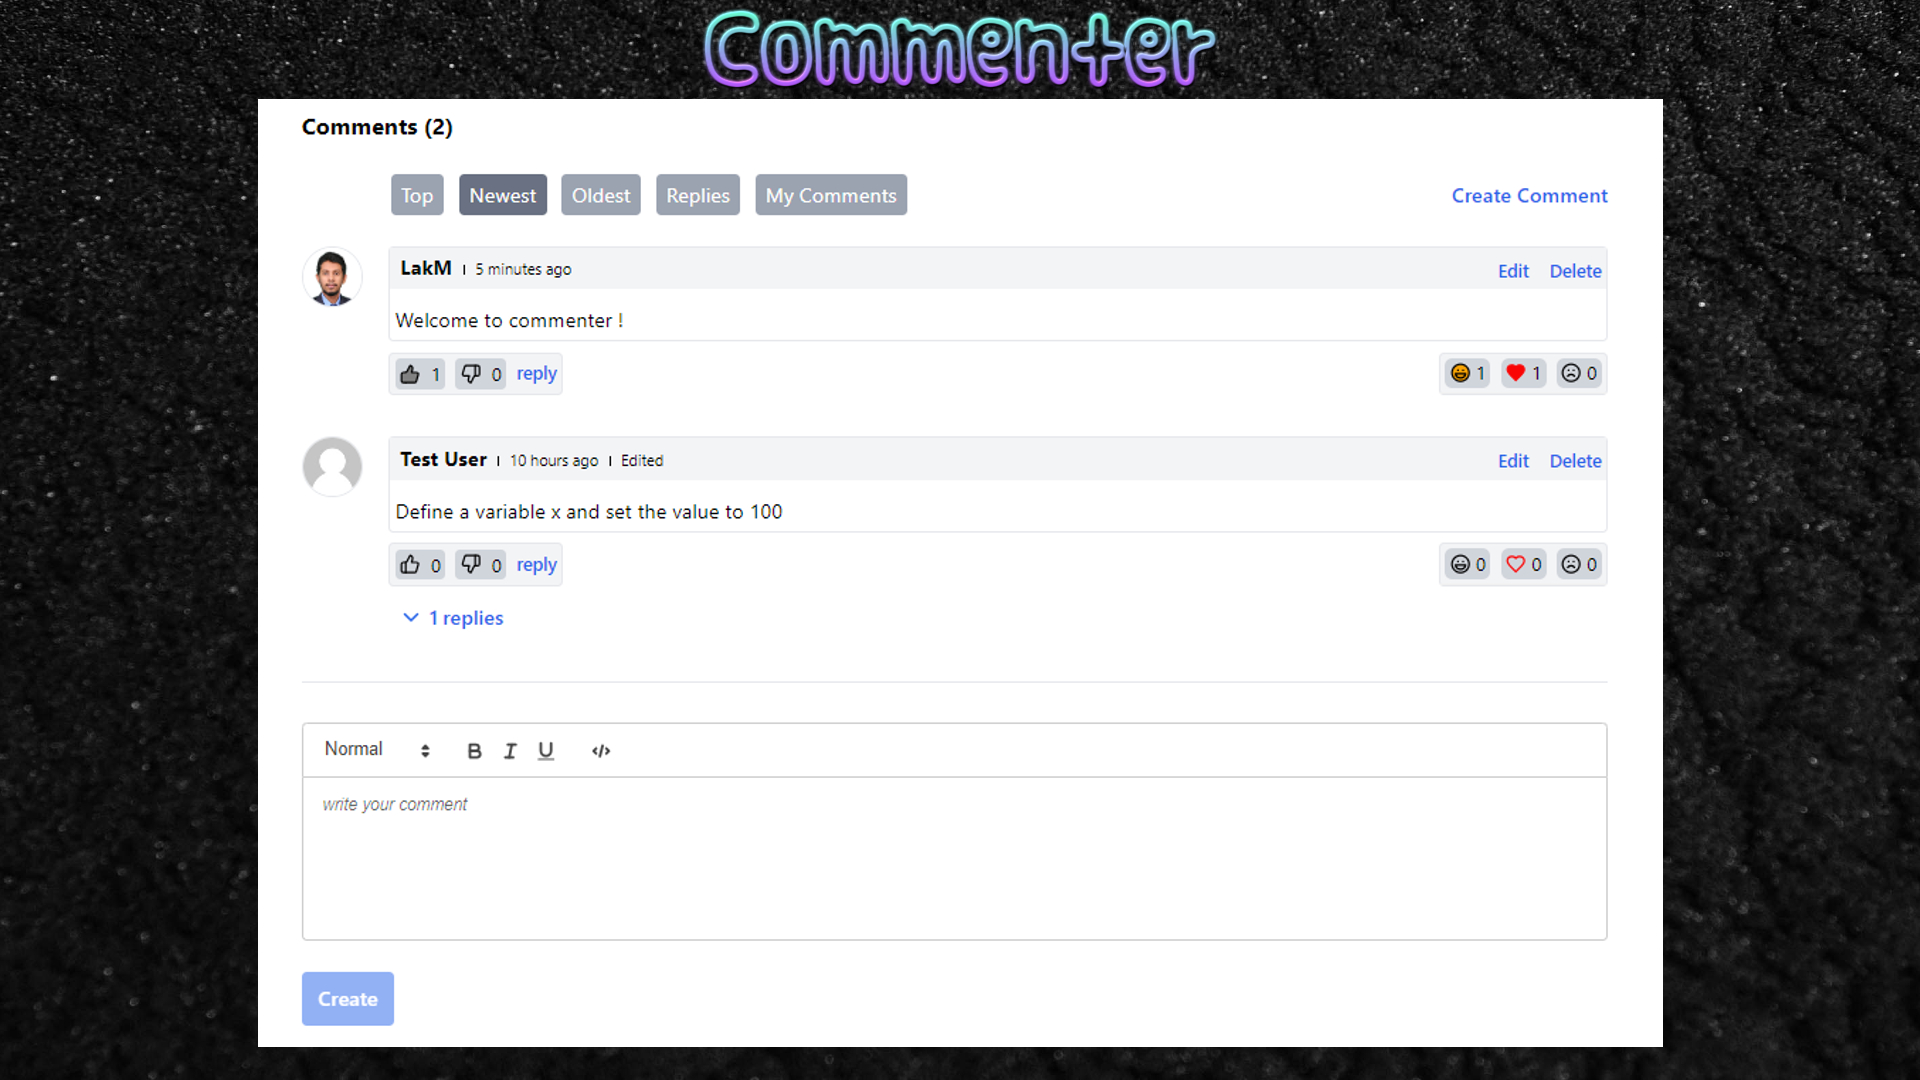 Commenter
Comments (2)
Top Newest Oldest Replies My Comments Create Comment
LakM 5 minutes ago Edit Delete
Welcome to commenter !
1 0 reply 1 1 0
Test User 10 hours ago Edited Edit Delete
Define a variable x and set the value to 100
0 0 reply 0 0 0
1 replies
Normal B I U </>
write your comment
Create